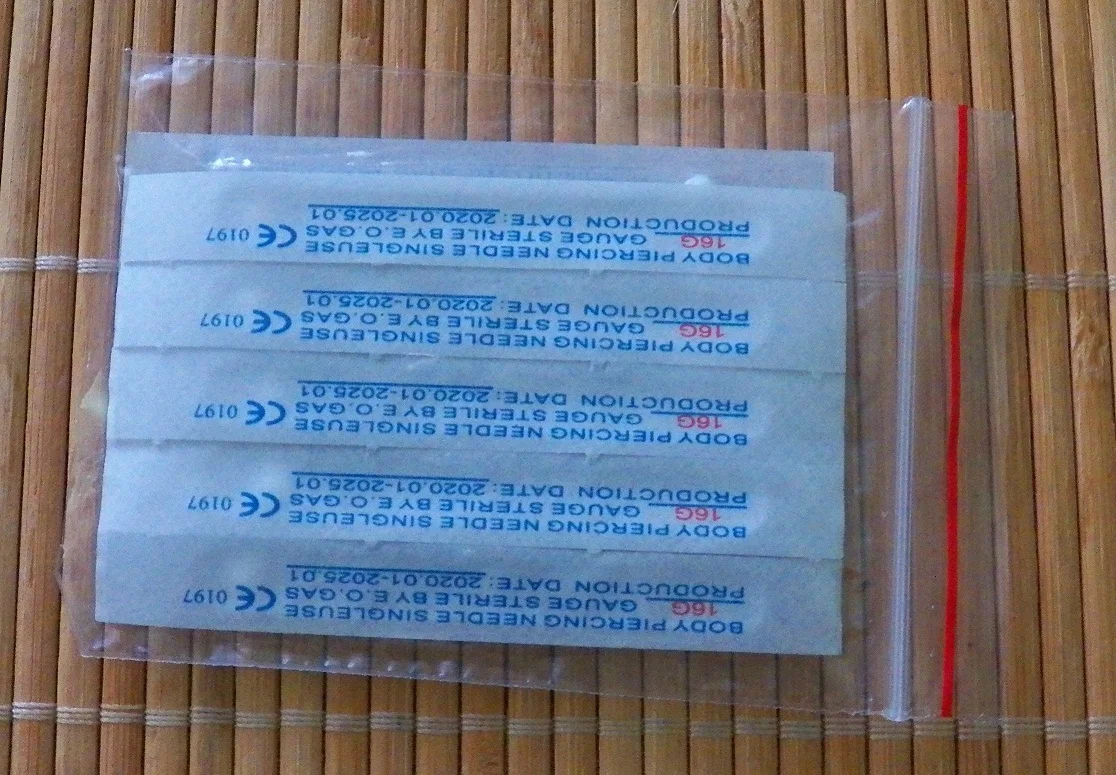 BODY PIERCING NEEDLE SINGLEUSE
16G GAUGE STERILE BY E.O.GAS
PRODUCTION DATE: 2020.01-2025.01
CE 0197
BODY PIERCING NEEDLE SINGLEUSE
16G GAUGE STERILE BY E.O.GAS
PRODUCTION DATE: 2020.01-2025.01
CE 0197
BODY PIERCING NEEDLE SINGLEUSE
16G GAUGE STERILE BY E.O.GAS
PRODUCTION DATE: 2020.01-2025.01
CE 0197
BODY PIERCING NEEDLE SINGLEUSE
16G GAUGE STERILE BY E.O.GAS
PRODUCTION DATE: 2020.01-2025.01
CE 0197
BODY PIERCING NEEDLE SINGLEUSE
16G GAUGE STERILE BY E.O.GAS
PRODUCTION DATE: 2020.01-2025.01
CE 0197